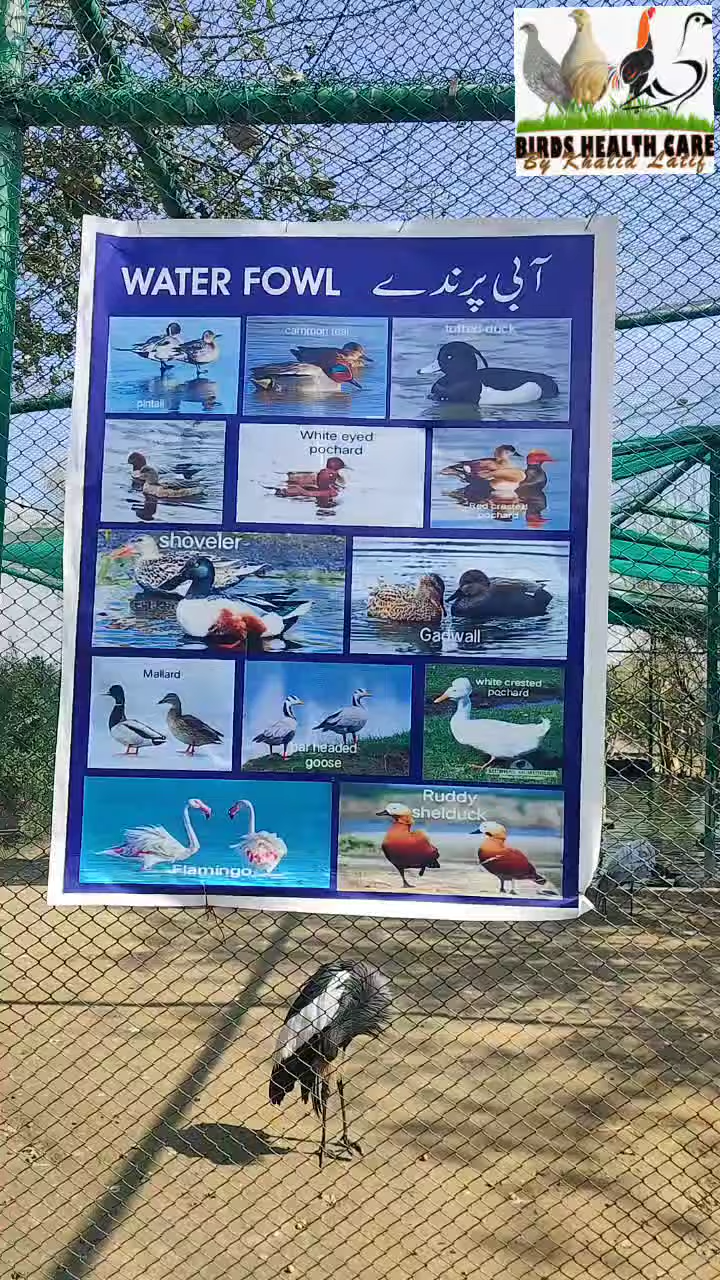 BIRDS HEALTH CARE
By Khalid Latif
WATER FOWL آبی پرندے
pintail
common teal
tufted duck
White eyed
pochard
Red crested
pochard
shoveler
Gadwall
Mallard
bar headed
goose
white crested
pochard
Flamingo
Ruddy
shelduck